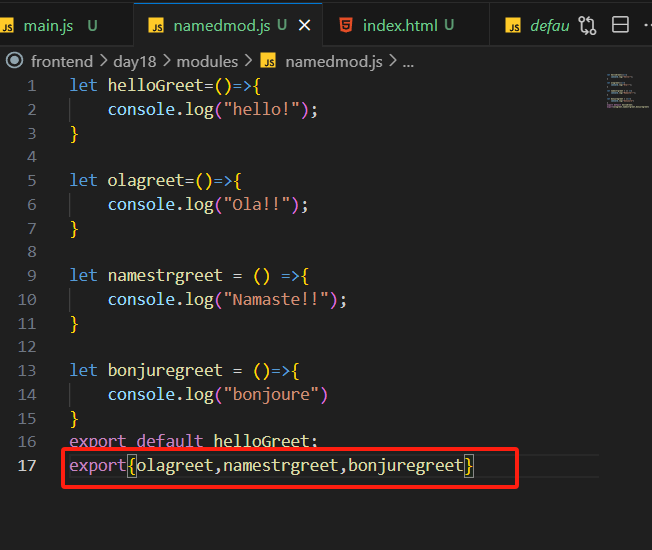 JS main.js U JS namedmod.js U × 5 index.html U JS defau
frontend > day18 > modules > JS namedmod.js > ...
1 let helloGreet=()=>{
2 console.log("hello!");
3 }
4
5 let olagreet=()=>{
6 console.log("Ola!!");
7 }
8
9 let namestrgreet = () =>{
10 console.log("Namaste!!");
11 }
12
13 let bonjuregreet = ()=>{
14 console.log("bonjoure")
15 }
16 export default helloGreet;
17 export{olagreet,namestrgreet,bonjuregreet}